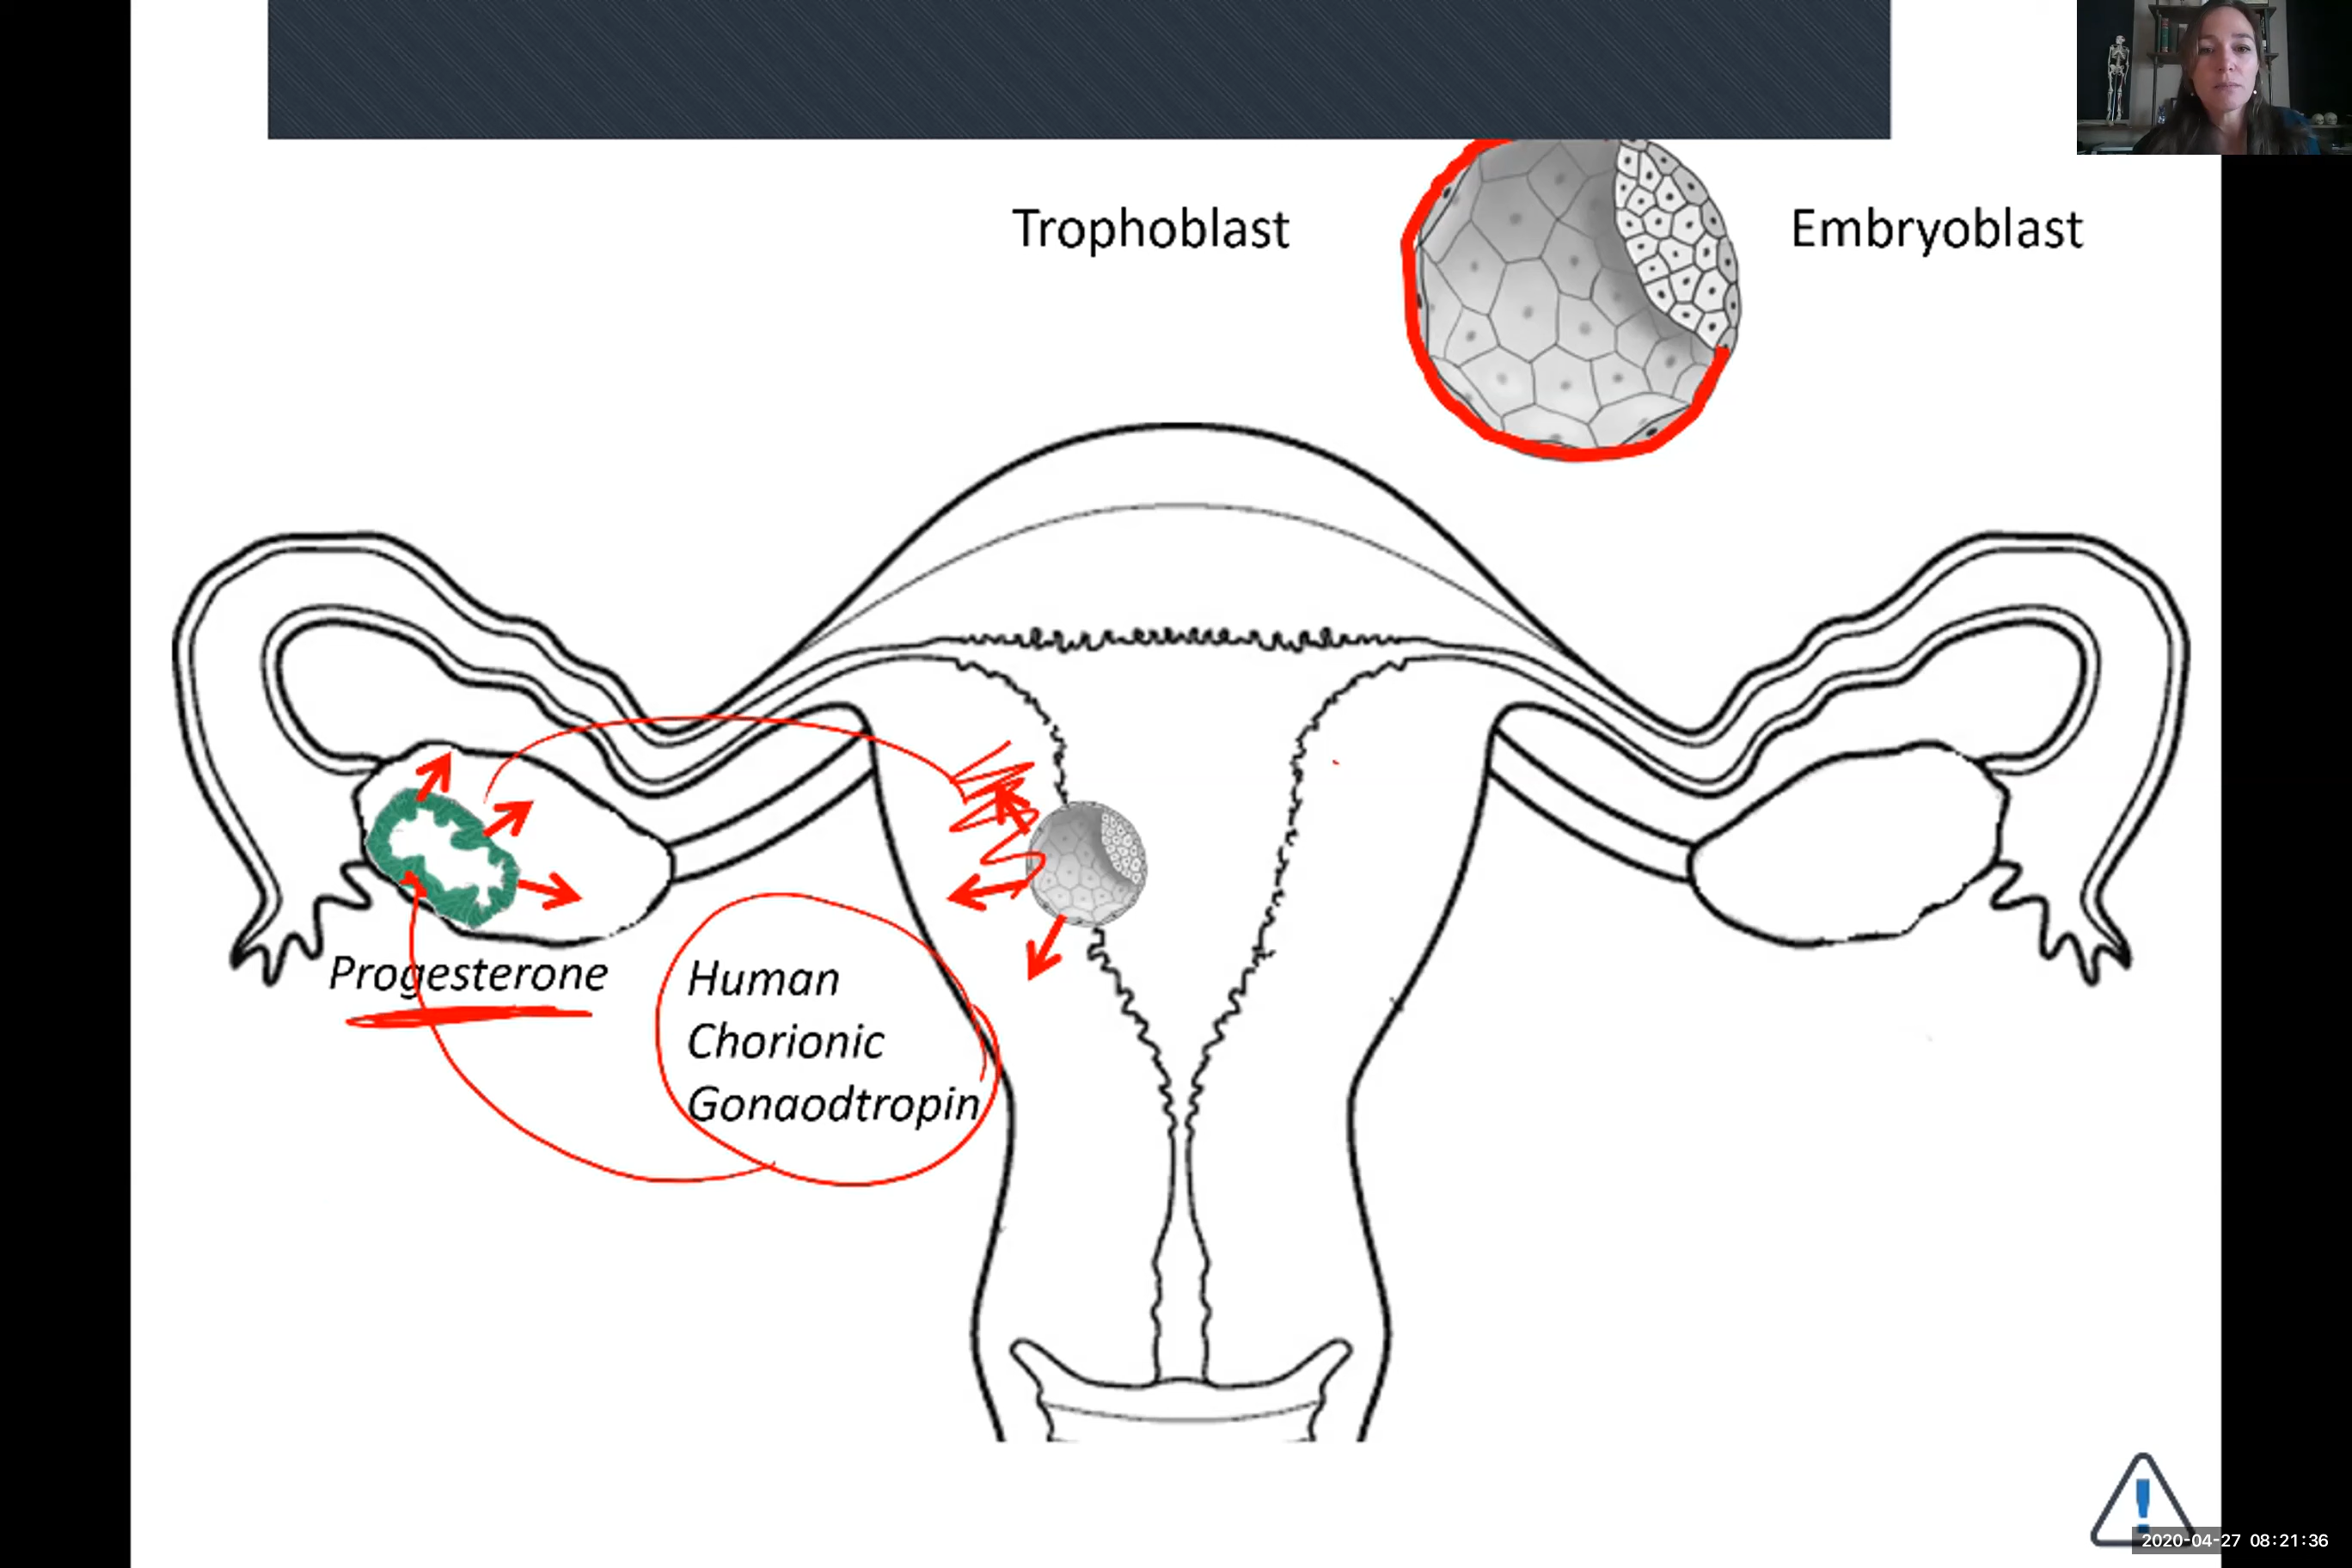 Trophoblast
Embryoblast
Progesterone
Human
Chorionic
Gonaodtropin
!
2020-04-27 08:21:36